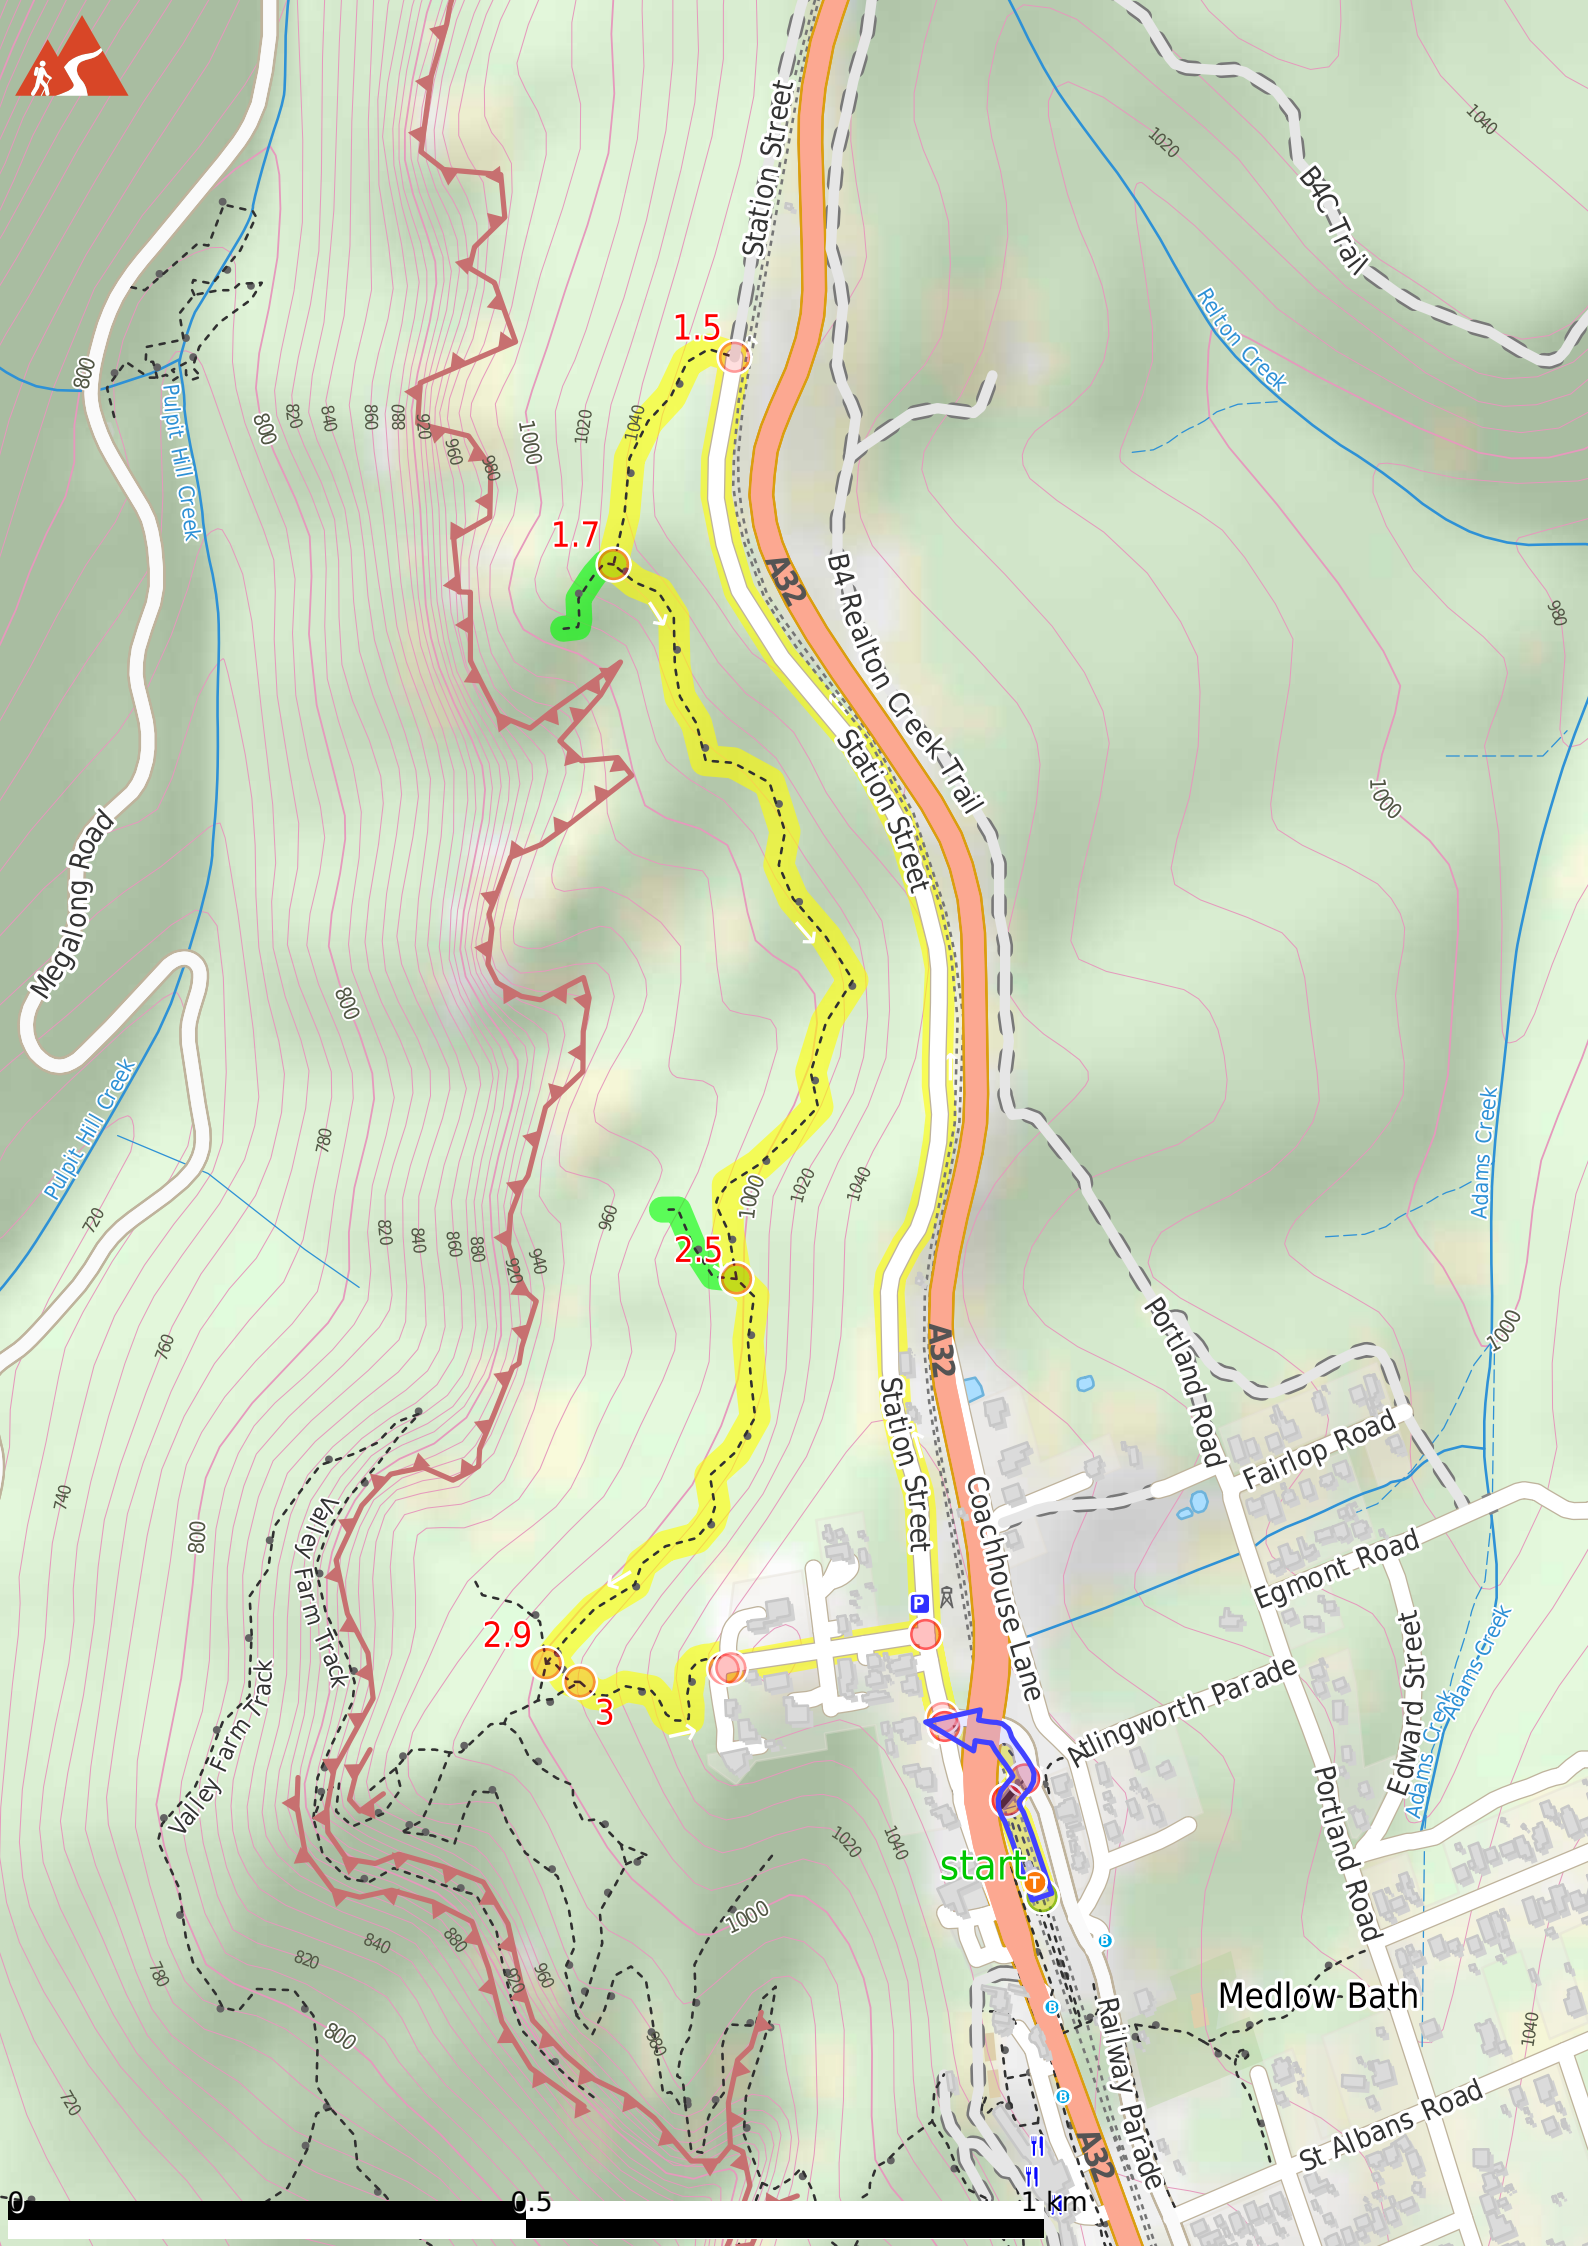 Station Street
1040
1020
B4C Trail
Relton Creek
1.5
800
Pulpit Hill Creek
800
820
840
860
880
920
960
980
1000
1020
1040
1.7
A32
B4 Realton Creek Trail
980
Station Street
1000
Megalong Road
800
Pulpit Hill Creek
780
720
Adams Creek
1000
1020
1040
960
2.5
820
840
860
880
920
940
760
A32
Portland Road
1000
Station Street
Fairlop Road
740
800
Valley Farm Track
Coachhouse Lane
Egmont Road
P
2.9
3
Edward Street
Adams Creek
Adams Creek
Atlingworth Parade
Valley Farm Track
Portland Road
1020
1040
start
T
1000
880
840
820
780
920
960
B
B
Medlow Bath
800
980
1040
Railway Parade
720
B
St Albans Road
A32
0
0.5
1 km